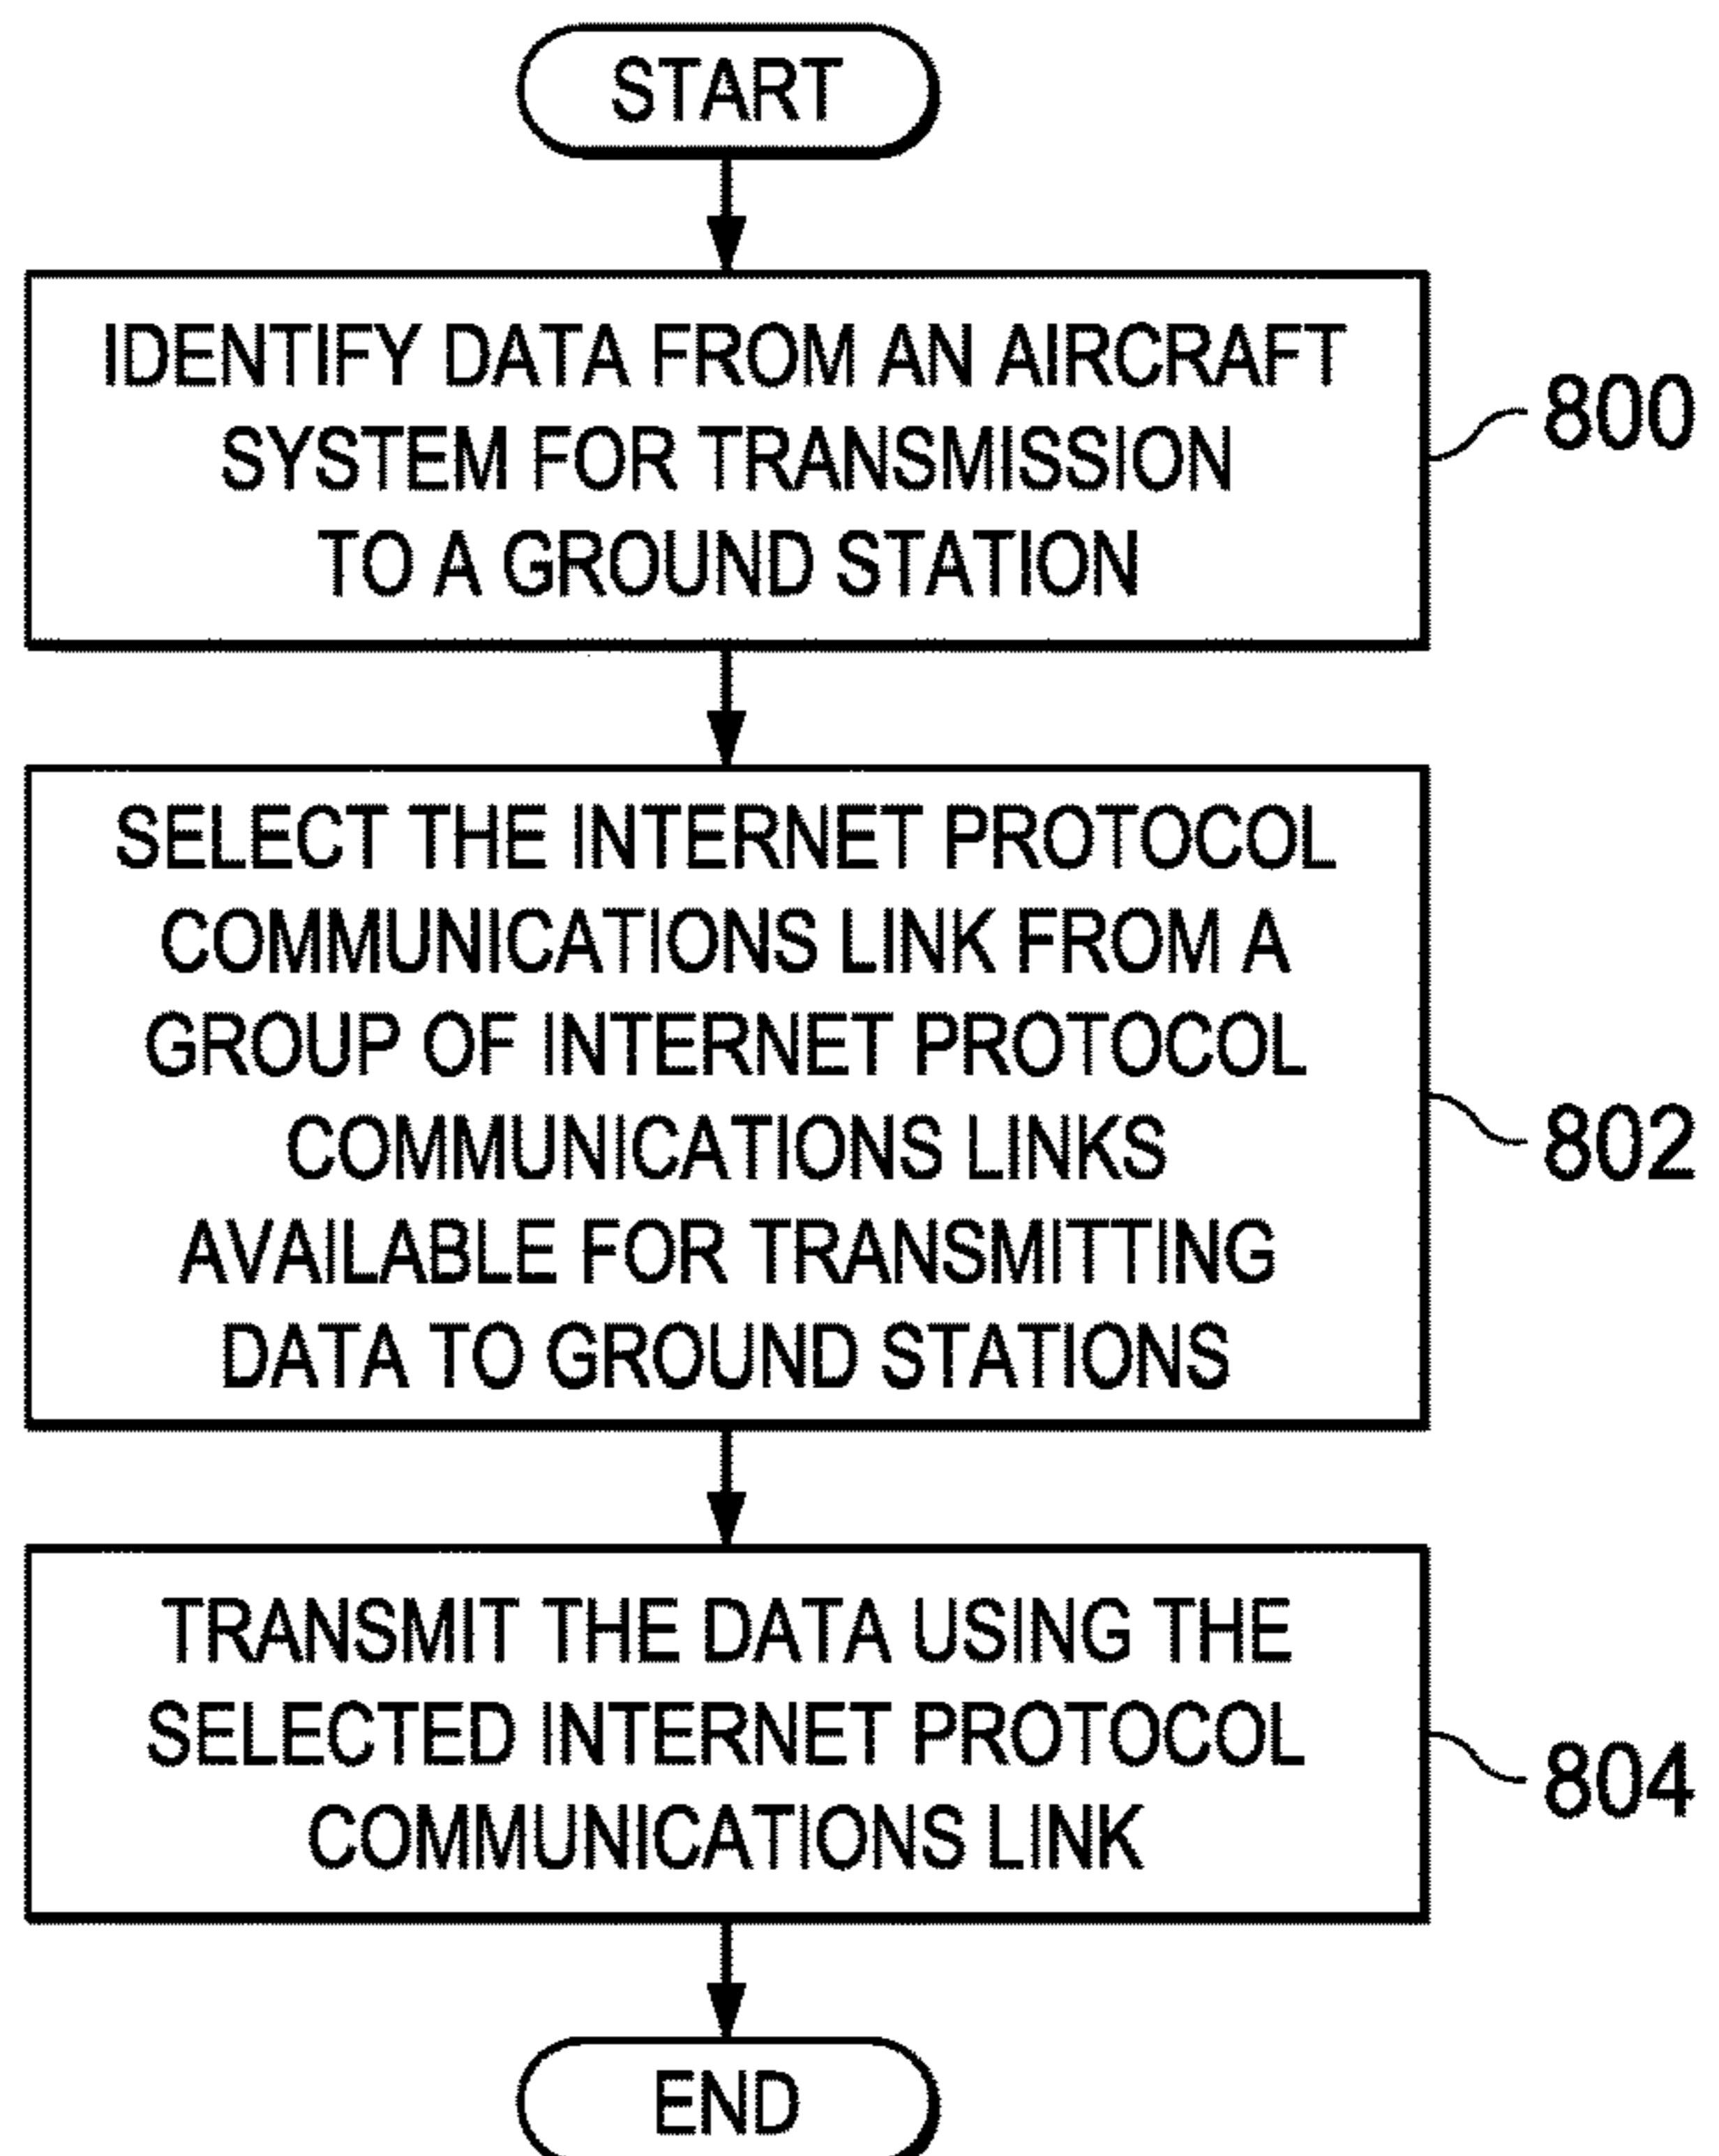 START
IDENTIFY DATA FROM AN AIRCRAFT
SYSTEM FOR TRANSMISSION
TO A GROUND STATION
800
SELECT THE INTERNET PROTOCOL
COMMUNICATIONS LINK FROM A
GROUP OF INTERNET PROTOCOL
COMMUNICATIONS LINKS
AVAILABLE FOR TRANSMITTING
DATA TO GROUND STATIONS
802
TRANSMIT THE DATA USING THE
SELECTED INTERNET PROTOCOL
COMMUNICATIONS LINK
804
END